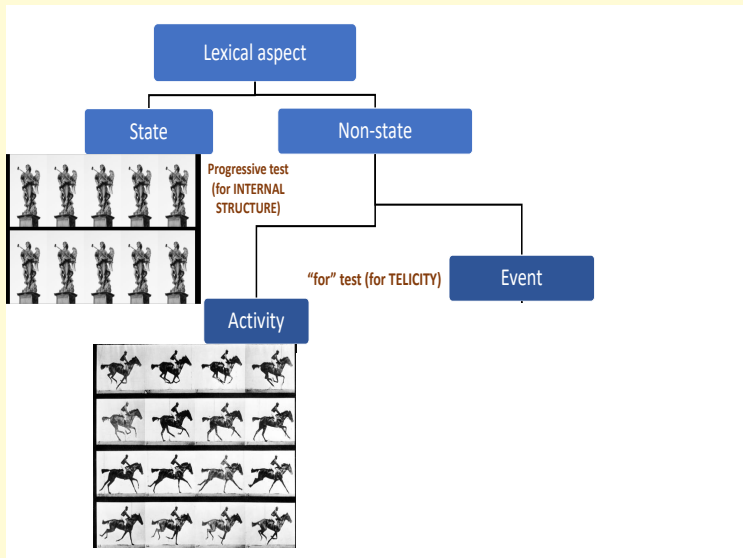 Lexical aspect
State
Non-state
Progressive test
(for INTERNAL
STRUCTURE)
“for” test (for TELICITY)
Event
Activity